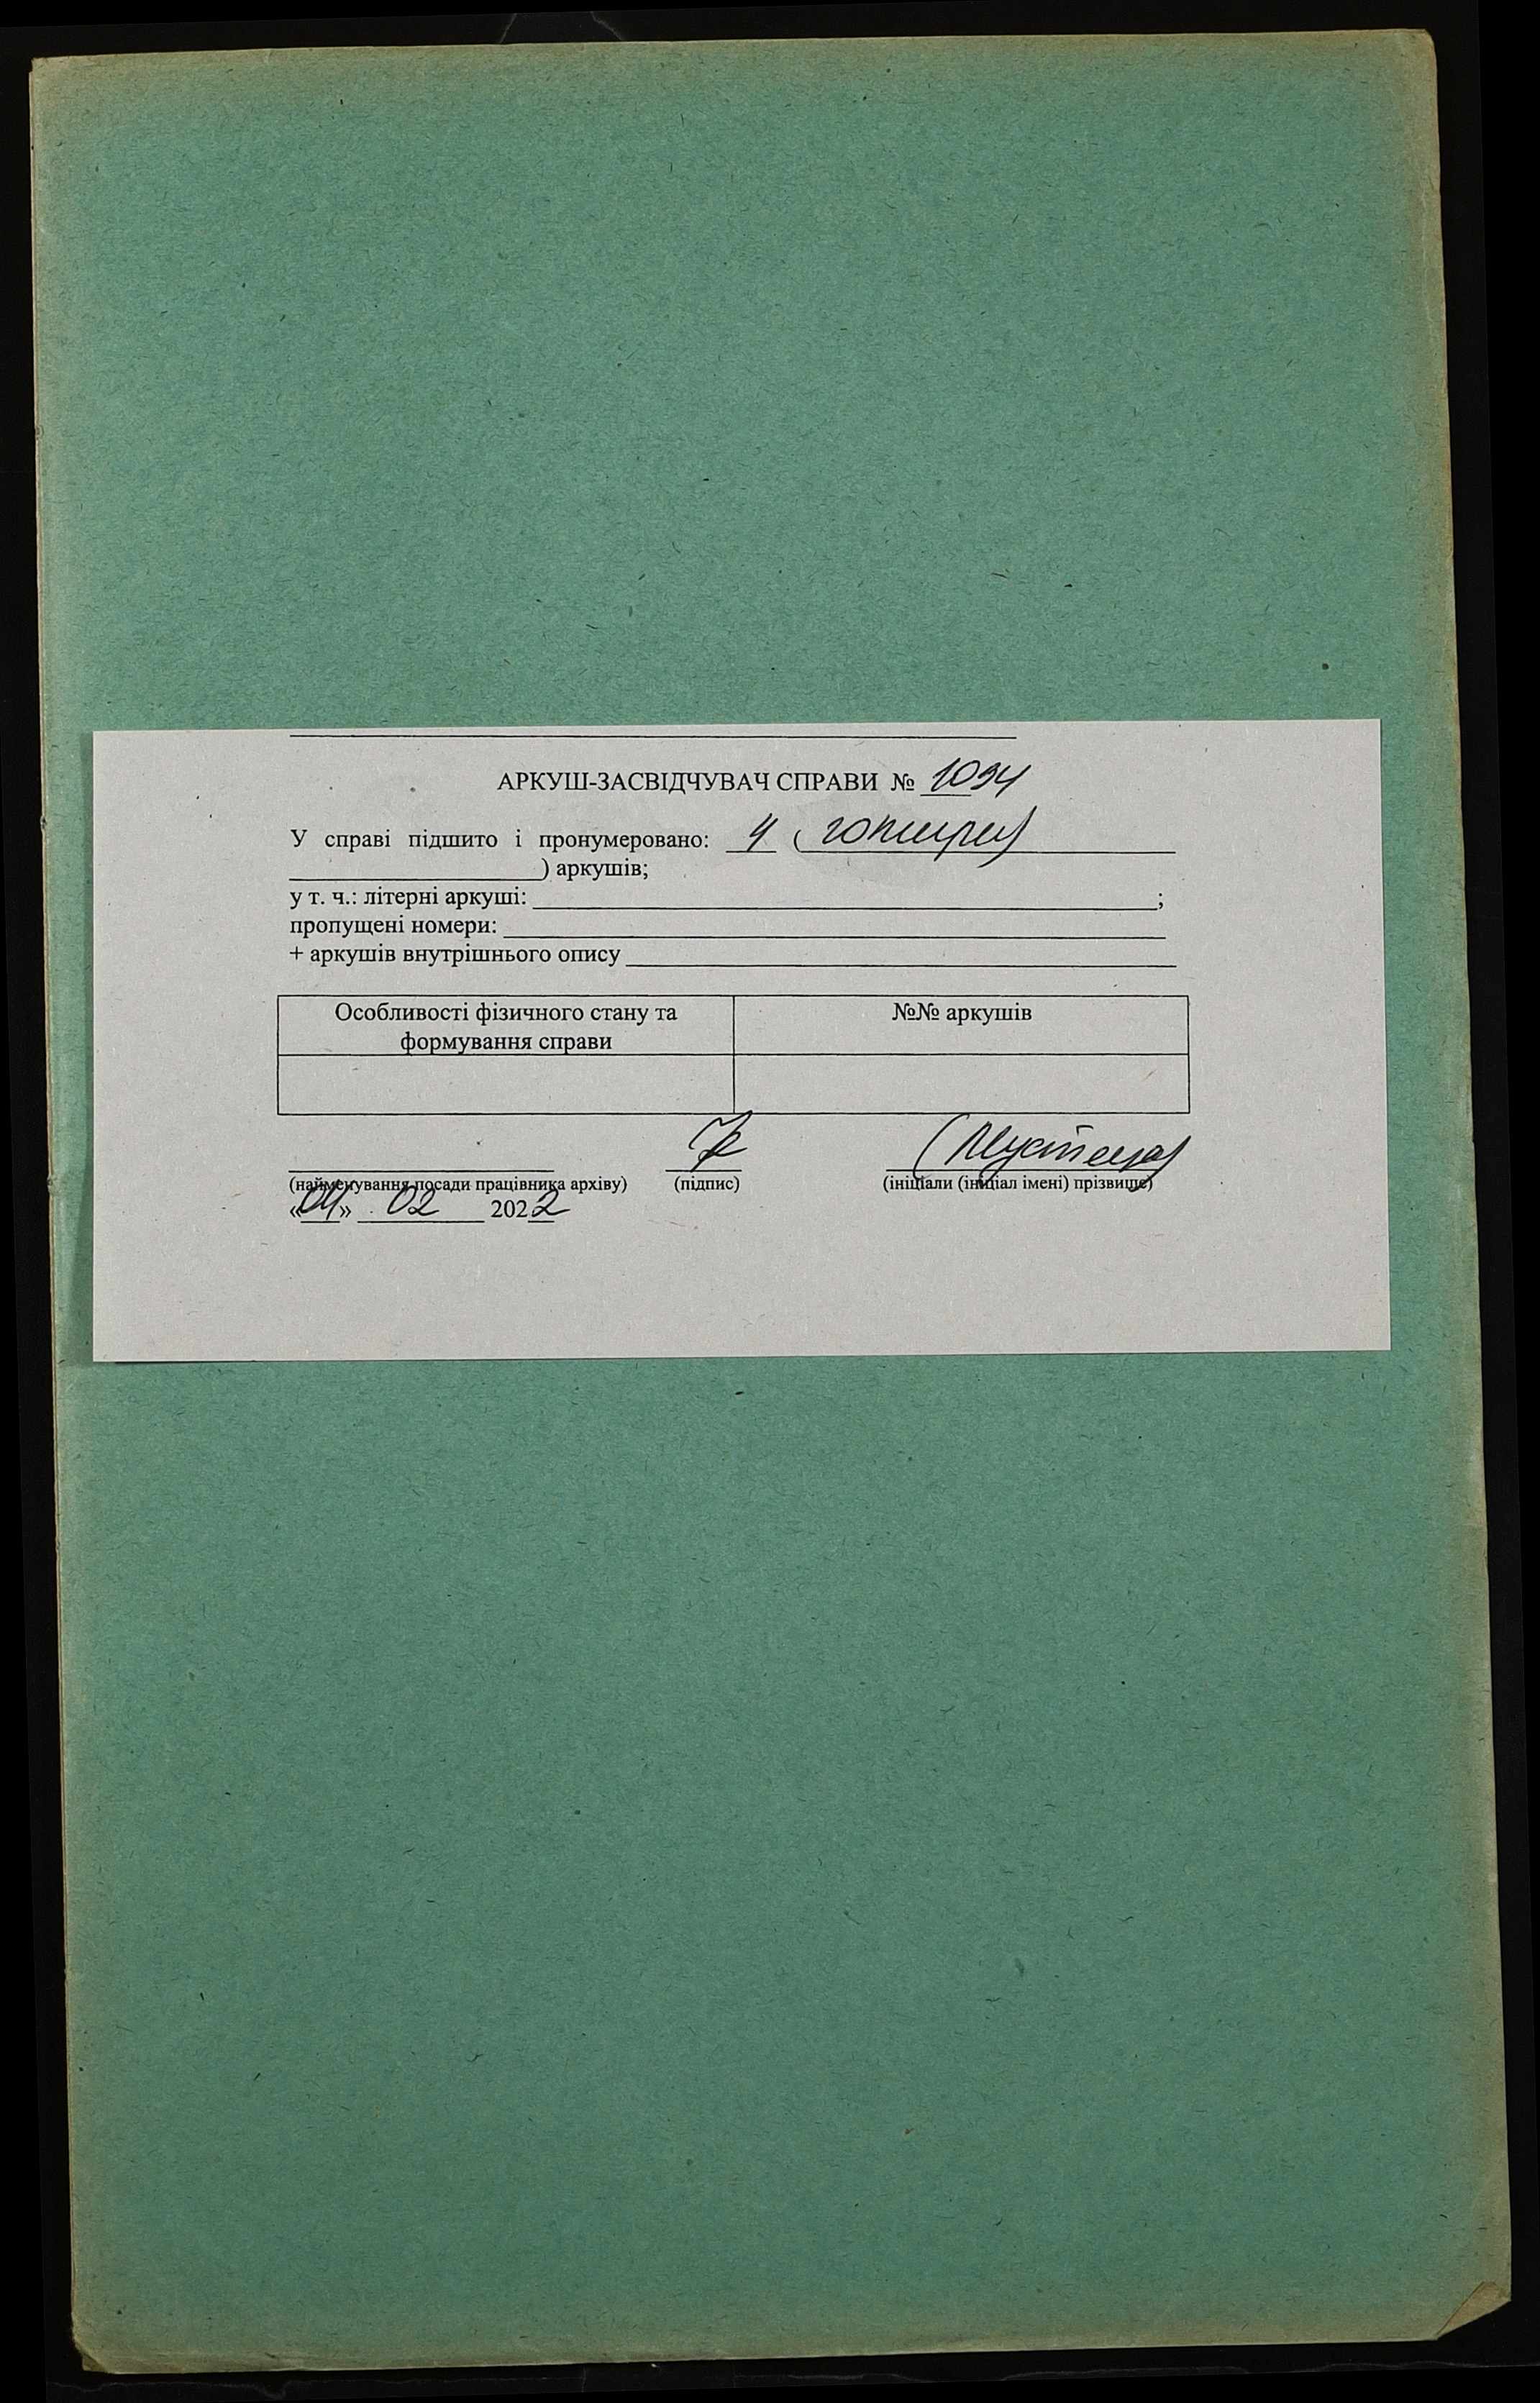 АРКУШ-ЗАСВІДЧУВАЧ СПРАВИ № 1094
У справі підшито і пронумеровано: 4 (чотири)
) аркушів;
у т. ч.: літерні аркуші: ;
пропущені номери:
+ аркушів внутрішнього опису
Особливості фізичного стану та
формування справи
№№ аркушів
(найменування посади працівника архіву) (підпис) (ініціали (ініціал імені) прізвище)
«04» 02 2022